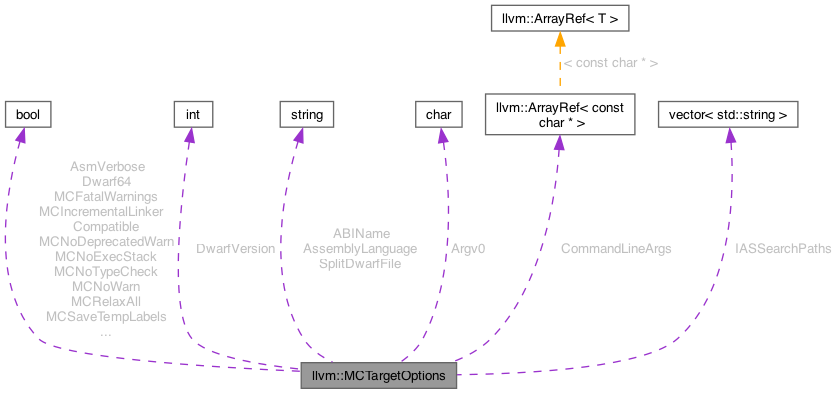 llvm::ArrayRef< T >
< const char * >
bool
int
string
char
llvm::ArrayRef< const
char * >
vector< std::string >
AsmVerbose
Dwarf64
MCFatalWarnings
MCIncrementalLinker
Compatible
MCNoDeprecatedWarn
MCNoExecStack
MCNoTypeCheck
MCNoWarn
MCRelaxAll
MCSaveTempLabels
...
DwarfVersion
ABIName
AssemblyLanguage
SplitDwarfFile
Argv0
CommandLineArgs
IASSearchPaths
llvm::MCTargetOptions